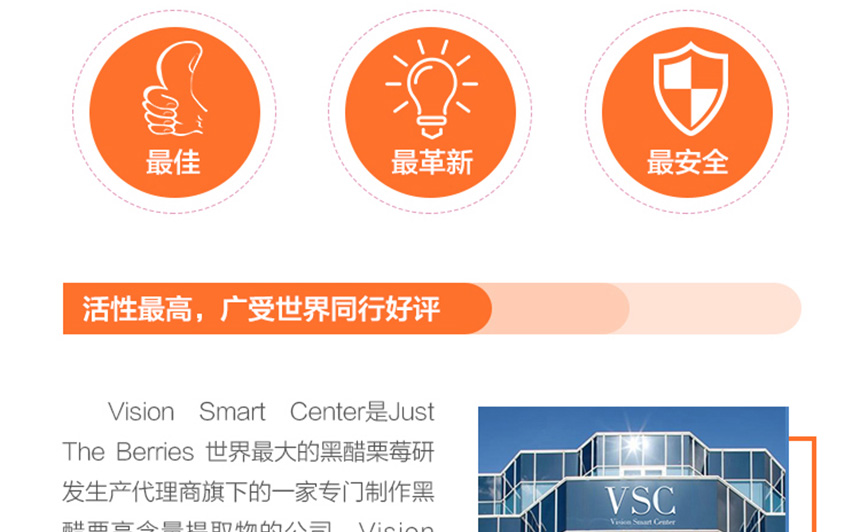 最佳
最革新
最安全
活性最高，广受世界同行好评
Vision Smart Center是Just
The Berries 世界最大的黑醋栗莓研
发生产代理商旗下的一家专门制作黑
醋栗高含量提取物的公司。Vision
VSC
Vision Smart Center